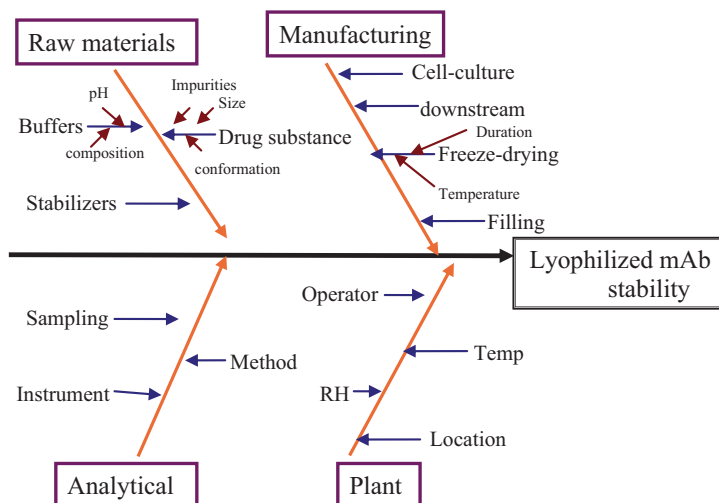 Raw materials
Manufacturing
Impurities
Size
pH
Buffers
composition
Drug substance
conformation
Stabilizers
Cell-culture
downstream
Duration
Freeze-drying
Temperature
Filling
Lyophilized mAb
stability
Sampling
Method
Instrument
Analytical
Operator
Temp
RH
Location
Plant